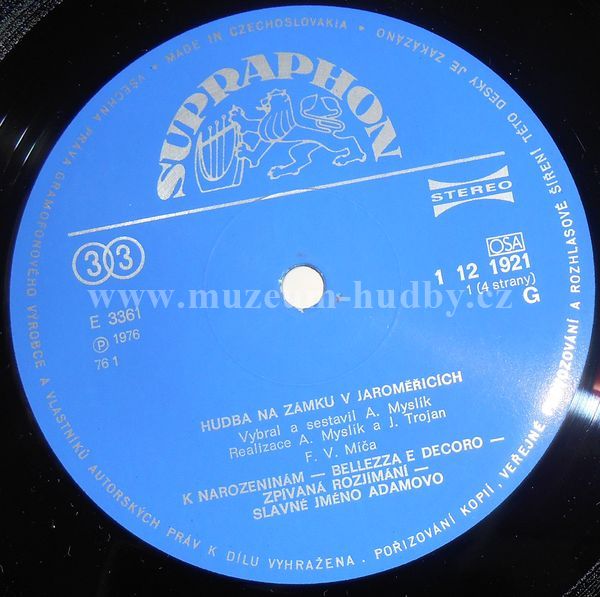 VŠECHNA PRÁVA GRAMOFONOVÉHO VÝROBCE A VLASTNÍKŮ AUTORSKÝCH PRÁV K DÍLU VYHRAŽENA. POŘIZOVÁNÍ KOPIÍ, VEŘEJNÉ PROVOZOVÁNÍ A ROZHLASOVÉ ŠÍŘENÍ TÉTO DESKY JE ZAKÁZÁNO • MADE IN CZECHOSLOVAKIA •
SUPRAPHON
STEREO
33
OSA
1 12 1921
1 (4 strany)
G
www.muzeum-hudby.cz
E 3361
Ⓟ 1976
76 1
HUDBA NA ZÁMKU V JAROMĚŘICÍCH
Vybral a sestavil A. Myslík
Realizace A. Myslík a J. Trojan
F. V. Míča
K NAROZENINÁM — BELLEZZA E DECORO —
ZPÍVANÁ ROZJÍMÁNÍ —
SLAVNÉ JMÉNO ADAMOVO